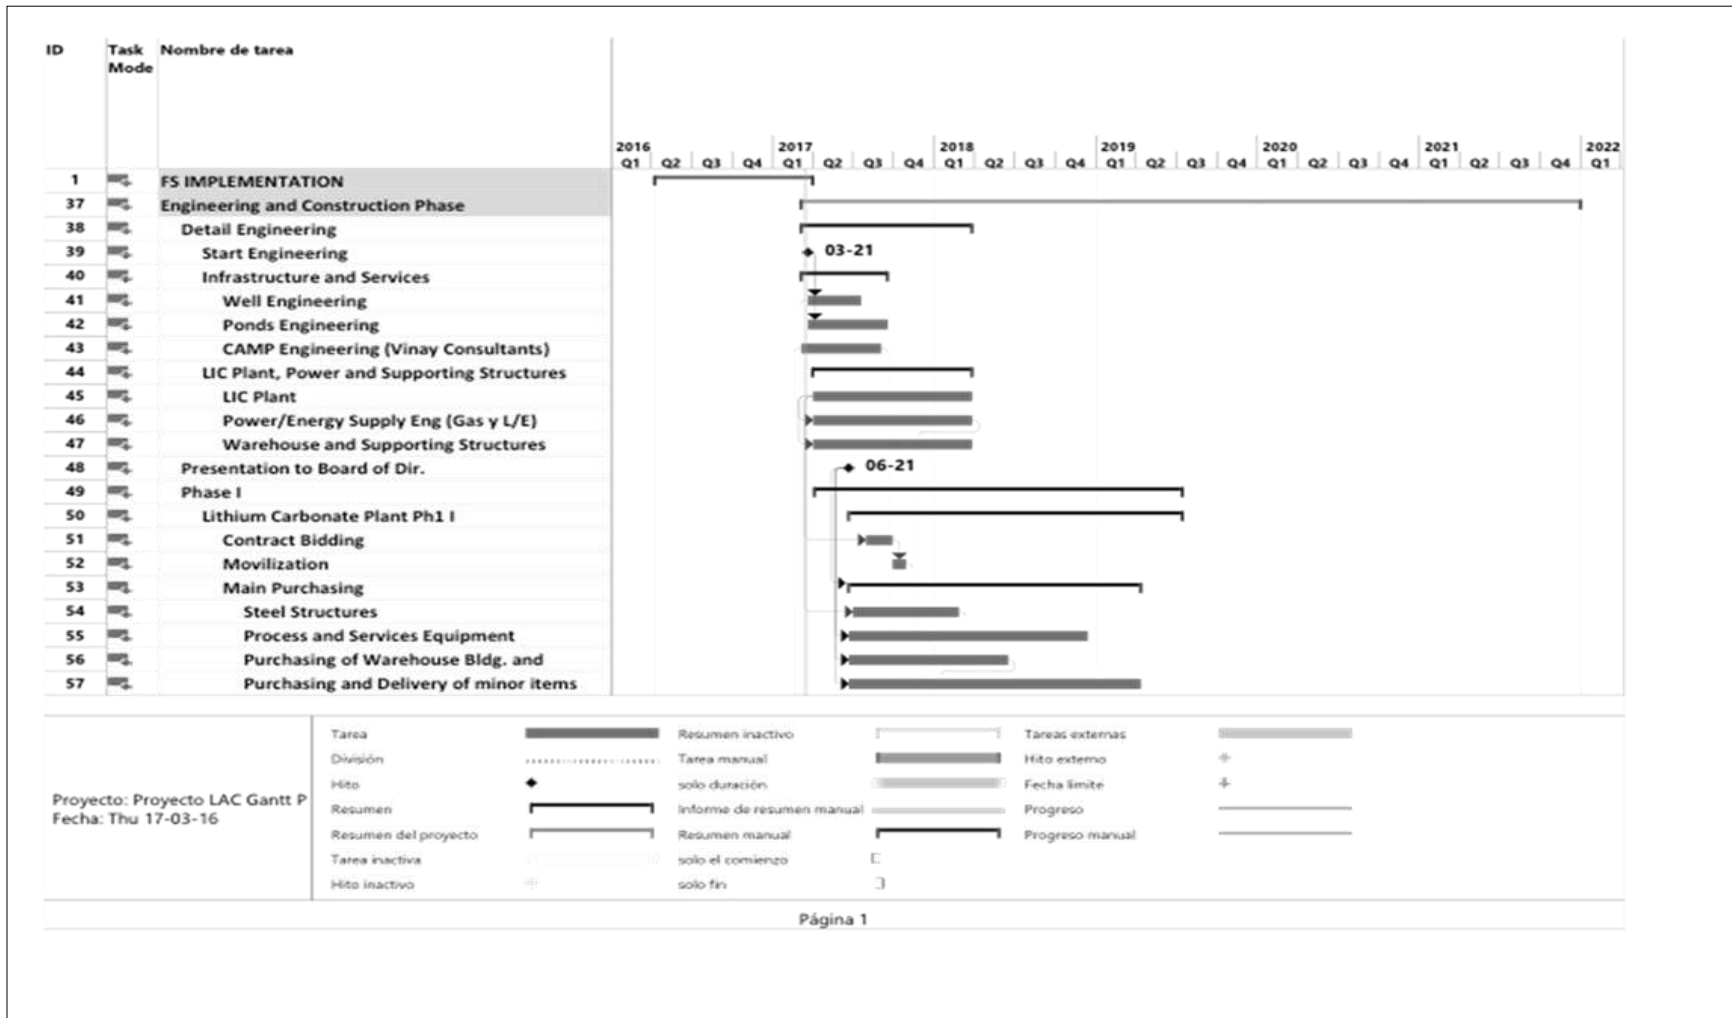 ID Task Nombre de tarea
Mode
2016 2017 2018 2019 2020 2021 2022
Q1 Q2 Q3 Q4 Q1 Q2 Q3 Q4 Q1 Q2 Q3 Q4 Q1 Q2 Q3 Q4 Q1 Q2 Q3 Q4 Q1 Q2 Q3 Q4 Q1
1 FS IMPLEMENTATION
37 Engineering and Construction Phase
38 Detail Engineering
39 Start Engineering 03-21
40 Infrastructure and Services
41 Well Engineering
42 Ponds Engineering
43 CAMP Engineering (Vinay Consultants)
44 LIC Plant, Power and Supporting Structures
45 LIC Plant
46 Power/Energy Supply Eng (Gas y L/E)
47 Warehouse and Supporting Structures
48 Presentation to Board of Dir. 06-21
49 Phase I
50 Lithium Carbonate Plant Ph1 I
51 Contract Bidding
52 Movilization
53 Main Purchasing
54 Steel Structures
55 Process and Services Equipment
56 Purchasing of Warehouse Bldg. and
57 Purchasing and Delivery of minor items
Proyecto: Proyecto LAC Gantt P
Fecha: Thu 17-03-16
Tarea Resumen inactivo Tareas externas
División Tarea manual Hito externo
Hito solo duración Fecha límite
Resumen Informe de resumen manual Progreso
Resumen del proyecto Resumen manual Progreso manual
Tarea inactiva solo el comienzo
Hito inactivo solo fin
Página 1